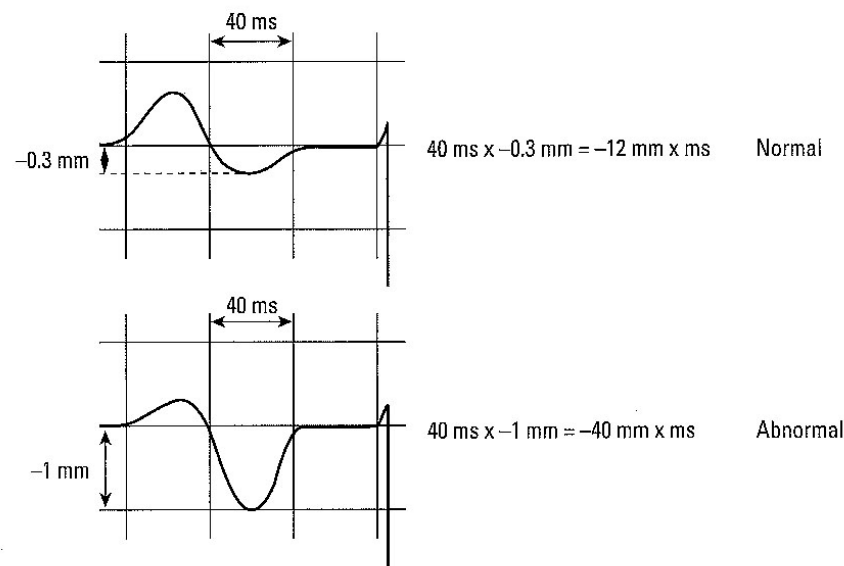 40 ms
–0.3 mm
40 ms x –0.3 mm = –12 mm x ms Normal
40 ms
40 ms x –1 mm = –40 mm x ms Abnormal
–1 mm